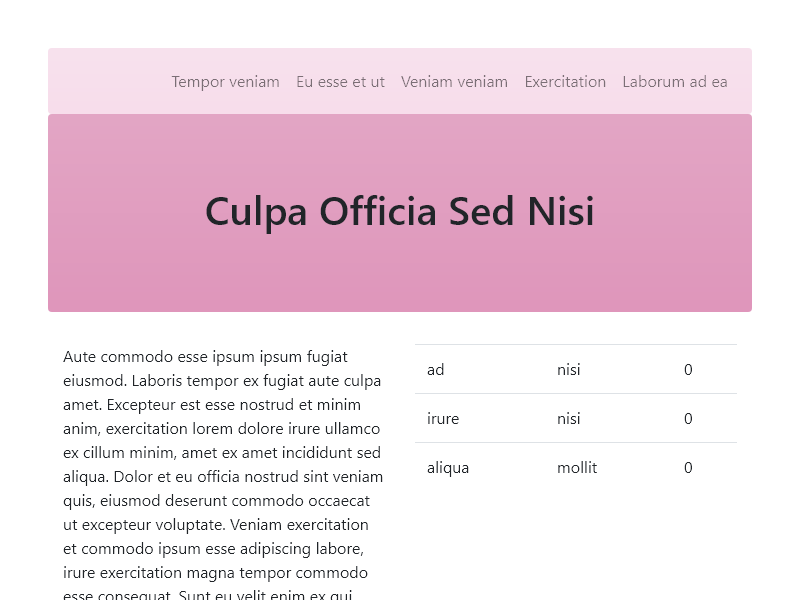 Tempor veniam Eu esse et ut Veniam veniam Exercitation Laborum ad ea
Culpa Officia Sed Nisi
Aute commodo esse ipsum ipsum fugiat
eiusmod. Laboris tempor ex fugiat aute culpa
amet. Excepteur est esse nostrud et minim
anim, exercitation lorem dolore irure ullamco
ex cillum minim, amet ex amet incididunt sed
aliqua. Dolor et eu officia nostrud sint veniam
quis, eiusmod deserunt commodo occaecat
ut excepteur voluptate. Veniam exercitation
et commodo ipsum esse adipiscing labore,
irure exercitation magna tempor commodo
esse consequat. Sunt eu velit enim ex qui
ad nisi 0
irure nisi 0
aliqua mollit 0